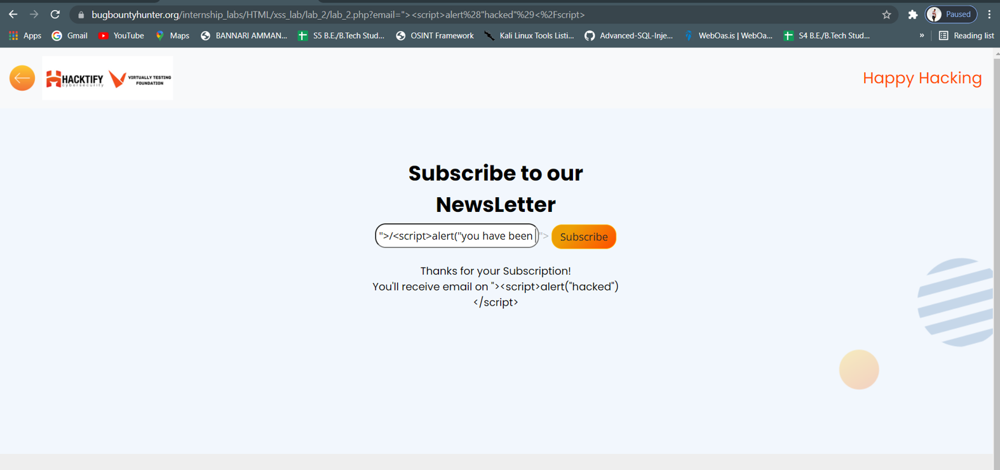 bugbountyhunter.org/internship_labs/HTML/xss_lab/lab_2/lab_2.php?email="><script>alert%28"hacked"%29<%2Fscript>
Paused
Apps Gmail YouTube Maps BANNARI AMMAN... S5 B.E./B.Tech Stud... OSINT Framework Kali Linux Tools Listi... Advanced-SQL-Inje... WebOas.is | WebOa... S4 B.E./B.Tech Stud... » Reading list
HACKTIFY
cybersecurity
VIRTUALLY TESTING
FOUNDATION
Happy Hacking
Subscribe to our
NewsLetter
">/<script>alert("you have been "> Subscribe
Thanks for your Subscription!
You'll receive email on "><script>alert("hacked")
</script>